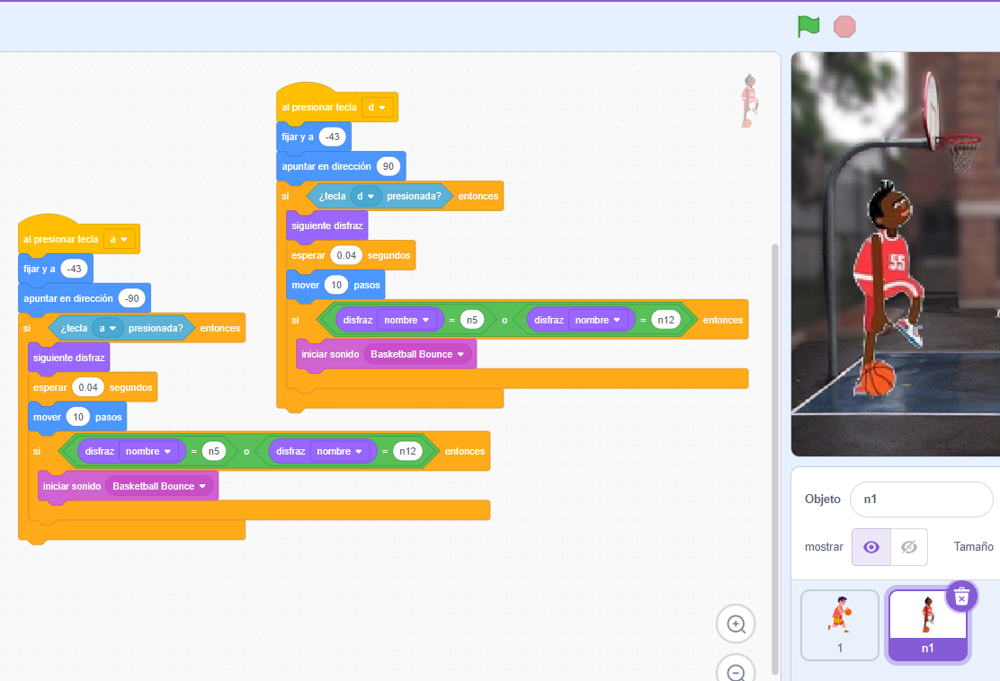 al presionar tecla d
fijar y a -43
apuntar en dirección 90
si ¿tecla d presionada? entonces
siguiente disfraz
esperar 0.04 segundos
mover 10 pasos
si disfraz nombre = n5 o disfraz nombre = n12 entonces
iniciar sonido Basketball Bounce
al presionar tecla a
fijar y a -43
apuntar en dirección -90
si ¿tecla a presionada? entonces
siguiente disfraz
esperar 0.04 segundos
mover 10 pasos
si disfraz nombre = n5 o disfraz nombre = n12 entonces
iniciar sonido Basketball Bounce
55
Objeto n1
mostrar Tamaño
1 n1